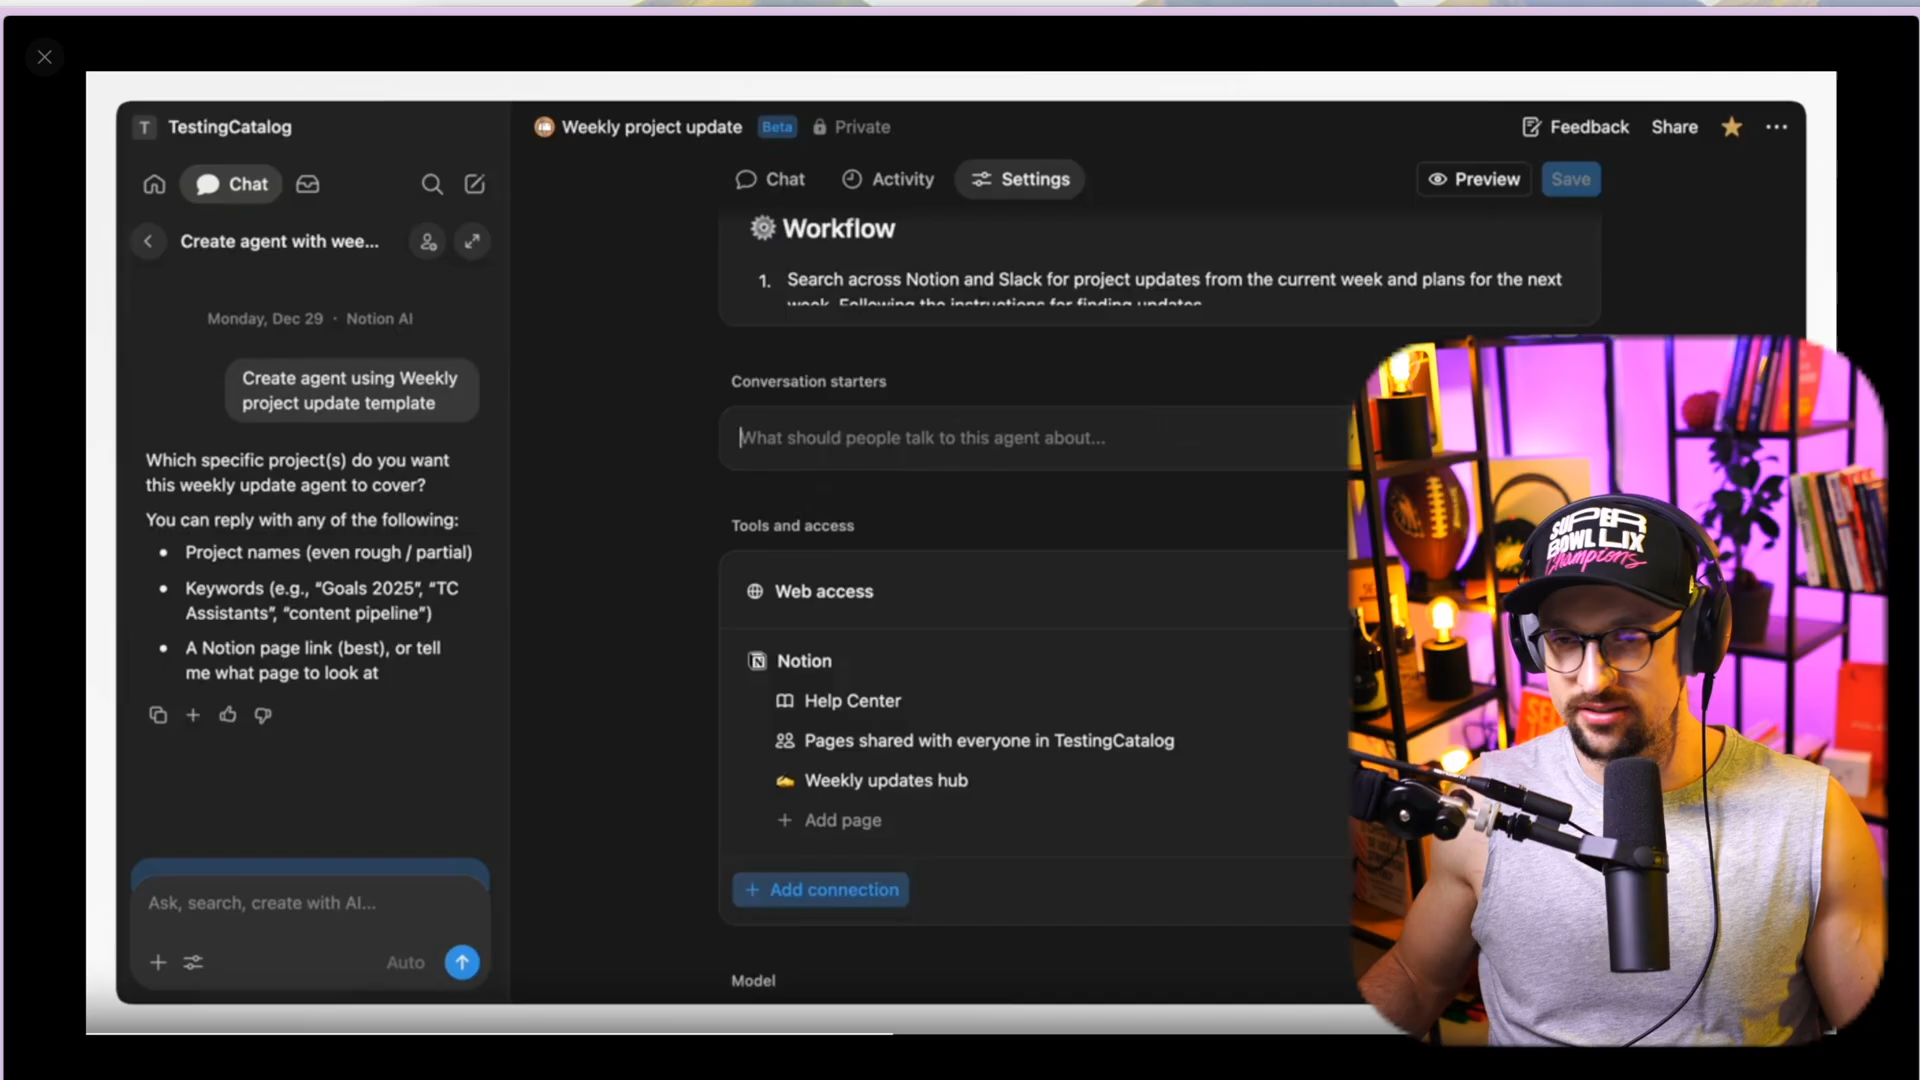 T TestingCatalog
Chat
Create agent with wee...
Monday, Dec 29 · Notion AI
Create agent using Weekly
project update template
Which specific project(s) do you want
this weekly update agent to cover?
You can reply with any of the following:
• Project names (even rough / partial)
• Keywords (e.g., “Goals 2025”, “TC
Assistants”, “content pipeline”)
• A Notion page link (best), or tell
me what page to look at
Ask, search, create with AI...
Auto
Weekly project update Beta Private
Feedback Share
Chat Activity Settings
Preview Save
Workflow
1. Search across Notion and Slack for project updates from the current week and plans for the next
week. Following the instructions for finding updates
Conversation starters
What should people talk to this agent about...
Tools and access
Web access
Notion
Help Center
Pages shared with everyone in TestingCatalog
Weekly updates hub
+ Add page
+ Add connection
Model
SUPER
BOWL LIX
Champions